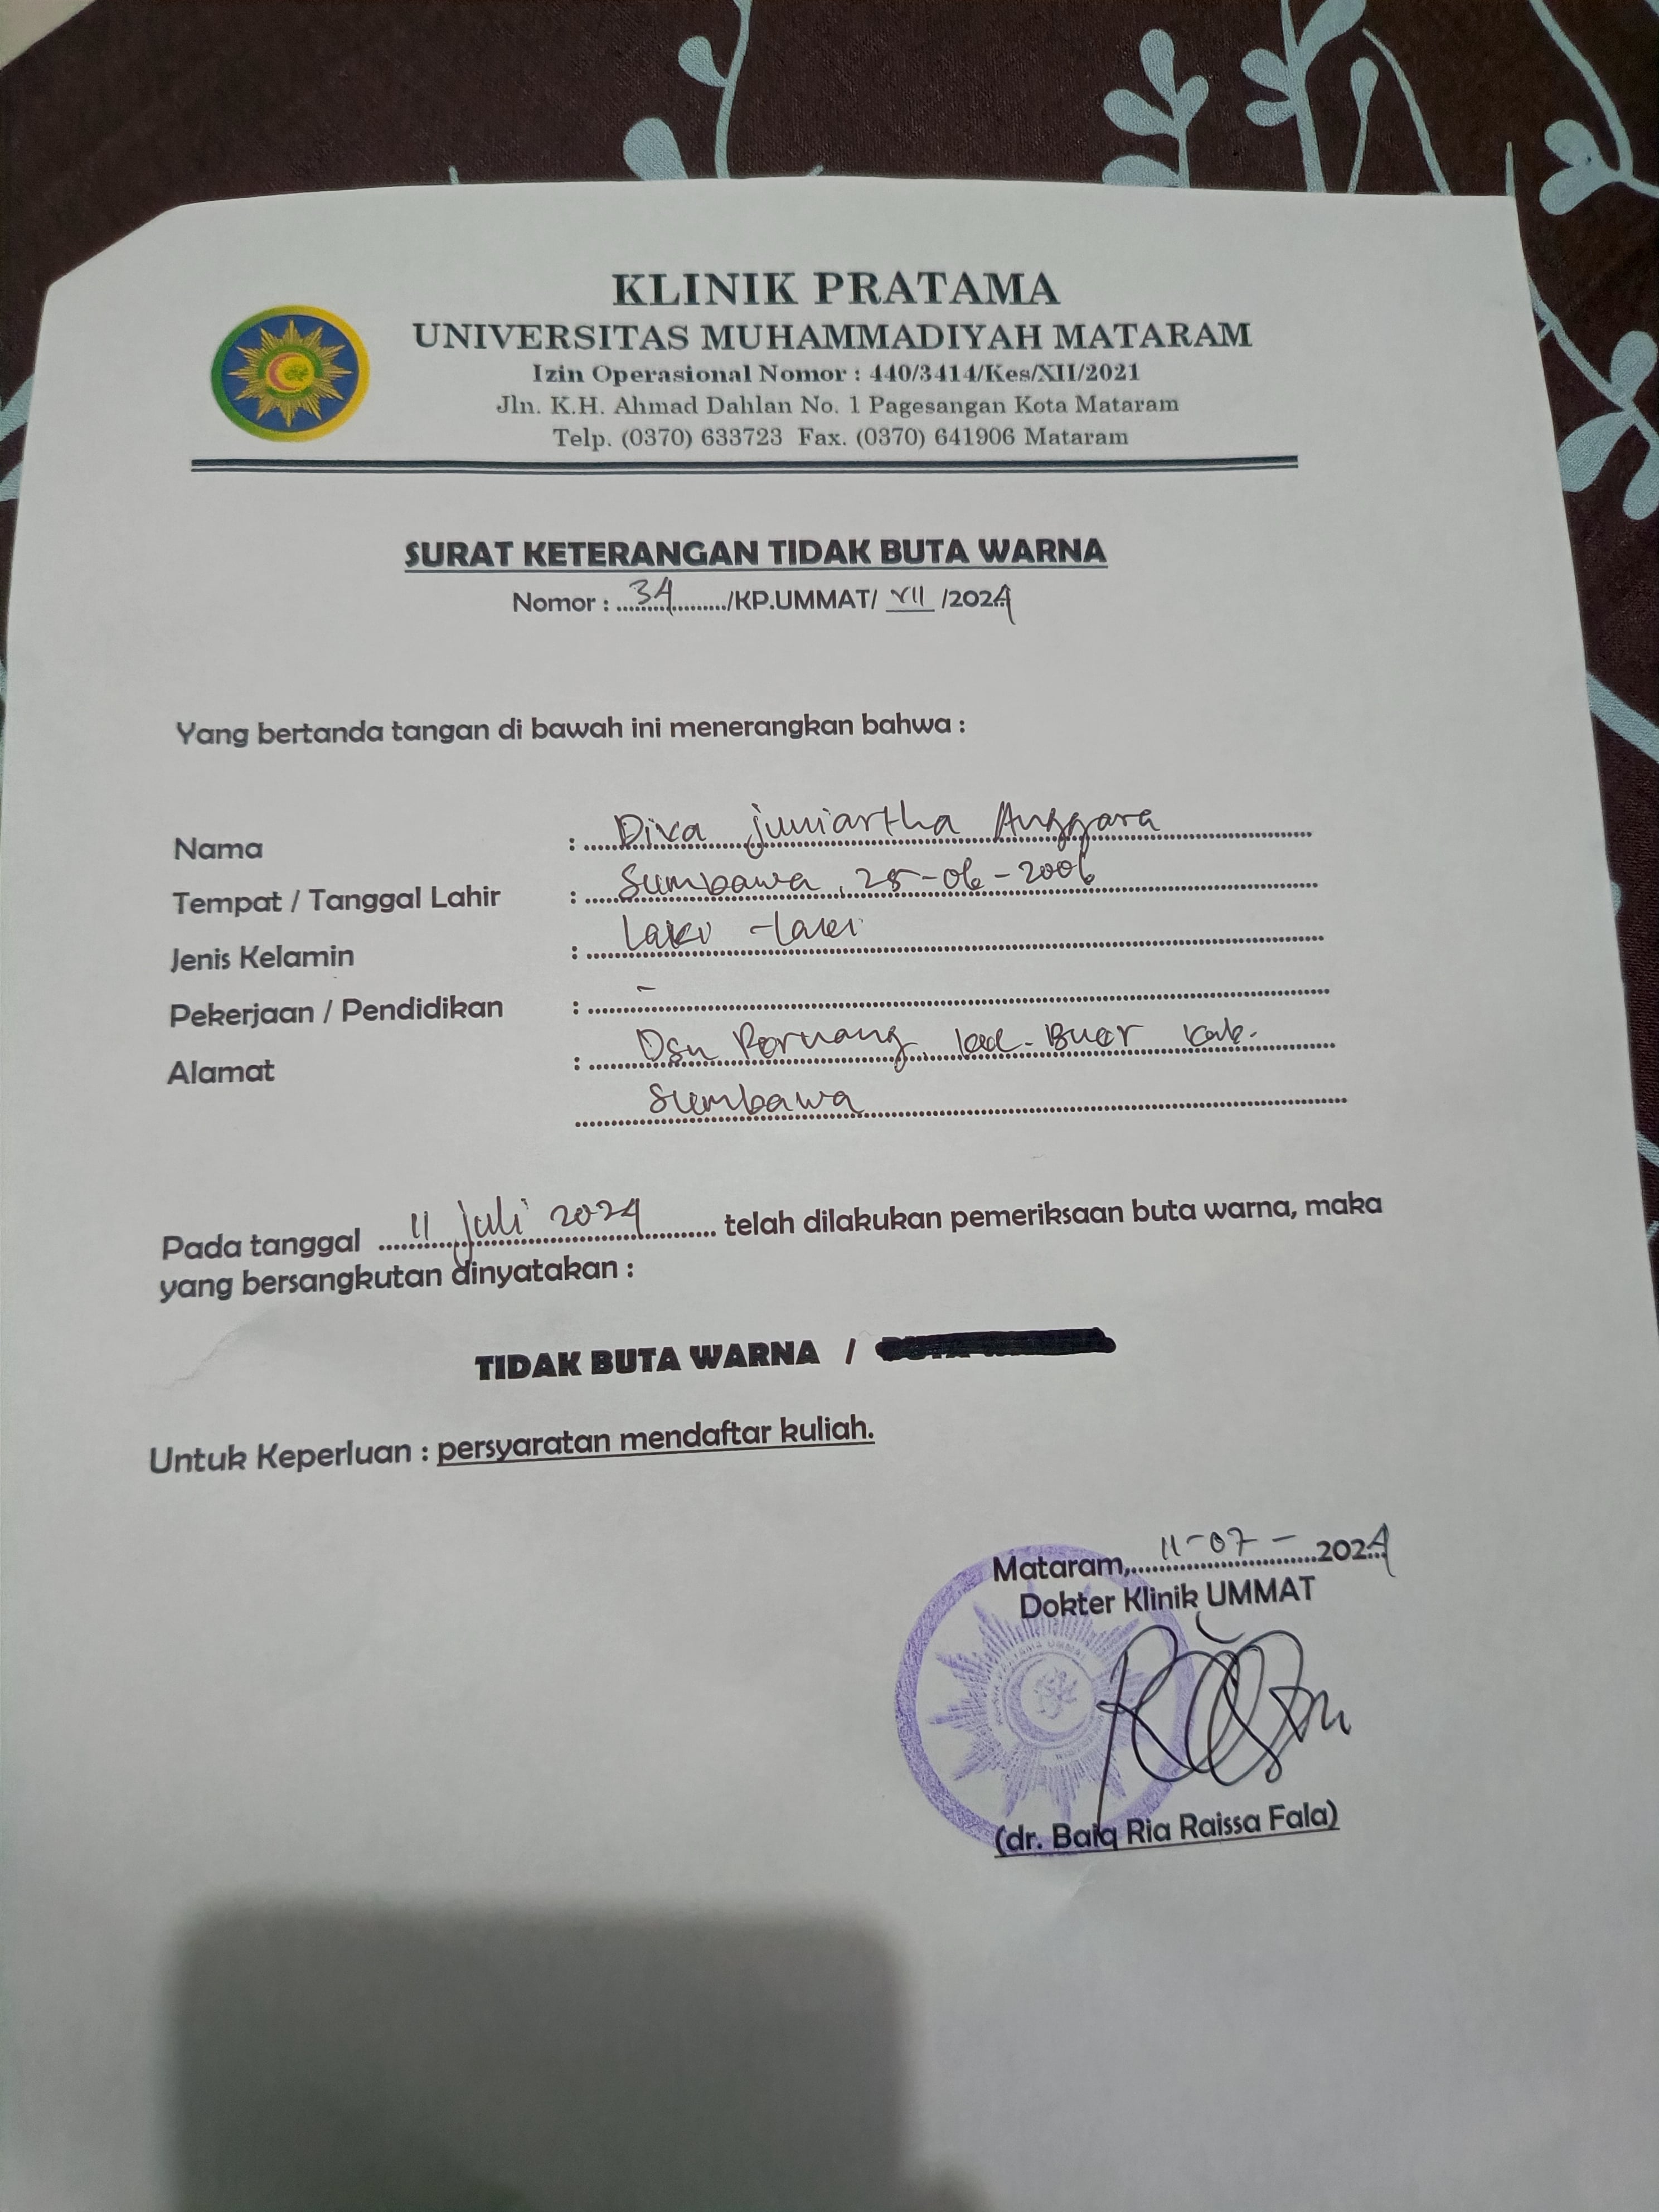 KLINIK PRATAMA
UNIVERSITAS MUHAMMADIYAH MATARAM
Izin Operasional Nomor : 440/3414/Kes/XII/2021
Jln. K.H. Ahmad Dahlan No. 1 Pagesangan Kota Mataram
Telp. (0370) 633723 Fax. (0370) 641906 Mataram
SURAT KETERANGAN TIDAK BUTA WARNA
Nomor : 34 /KP.UMMAT/ VII /2024
Yang bertanda tangan di bawah ini menerangkan bahwa :
Nama : Diva juniartha Anggara
Tempat / Tanggal Lahir : Sumbawa, 25-06-2006
Jenis Kelamin : Laki -laki
Pekerjaan / Pendidikan : -
Alamat : Dsn kec. Buer kab.
Sumbawa
Pada tanggal 11 juli 2024 telah dilakukan pemeriksaan buta warna, maka
yang bersangkutan dinyatakan :
TIDAK BUTA WARNA /
Untuk Keperluan : persyaratan mendaftar kuliah.
Mataram, 11-07- 2024
Dokter Klinik UMMAT
(dr. Baiq Ria Raissa Fala)